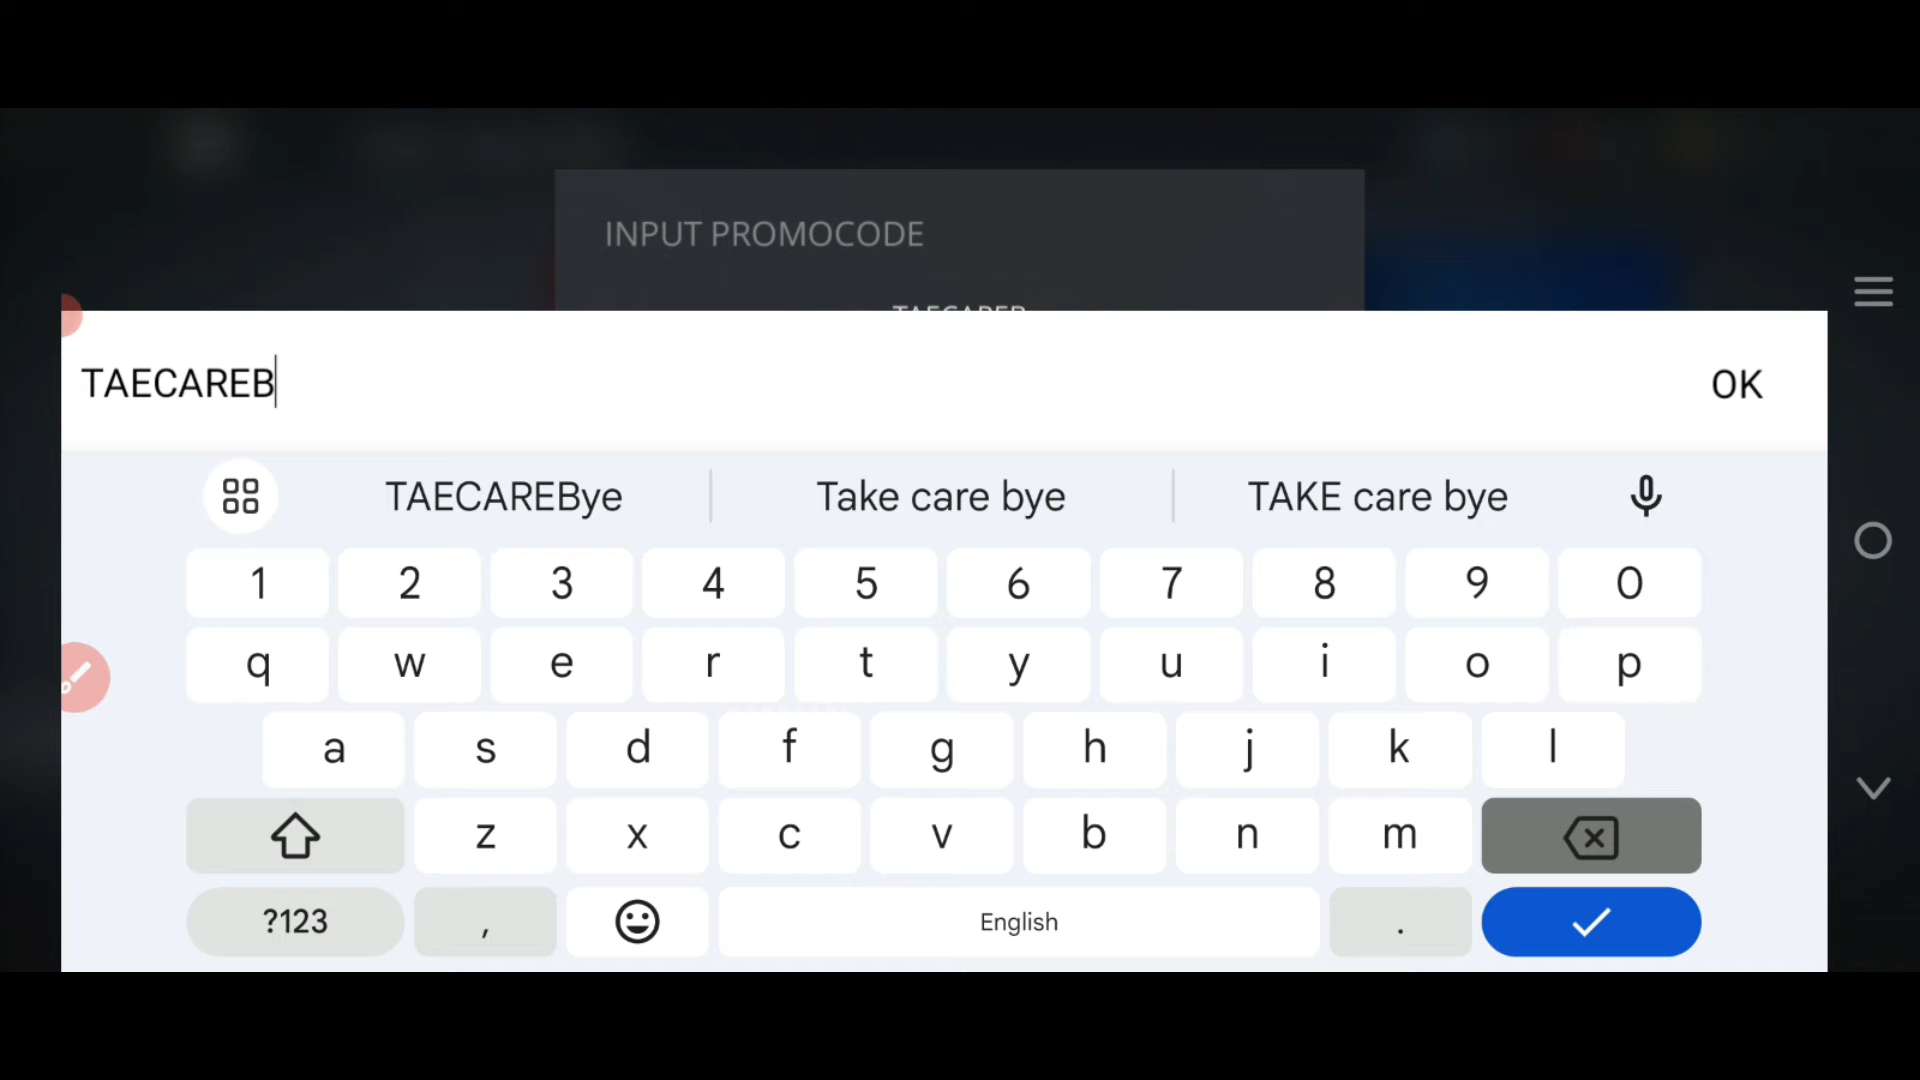 INPUT PROMOCODE
TAECAREB
TAECAREB OK
TAECAREBye Take care bye TAKE care bye
1 2 3 4 5 6 7 8 9 0
q w e r t y u i o p
a s d f g h j k l
z x c v b n m
?123 , English .